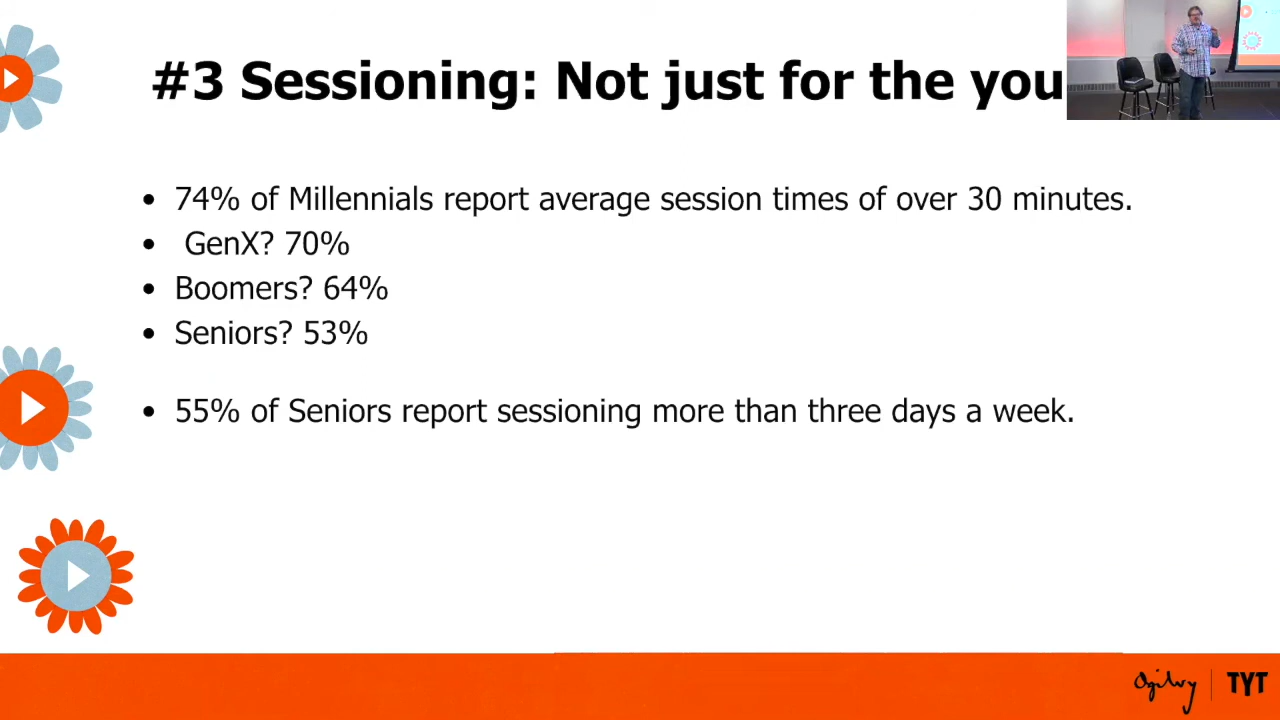 #3 Sessioning: Not just for the you
• 74% of Millennials report average session times of over 30 minutes.
• GenX? 70%
• Boomers? 64%
• Seniors? 53%
• 55% of Seniors report sessioning more than three days a week.
Ogilvy | TYT